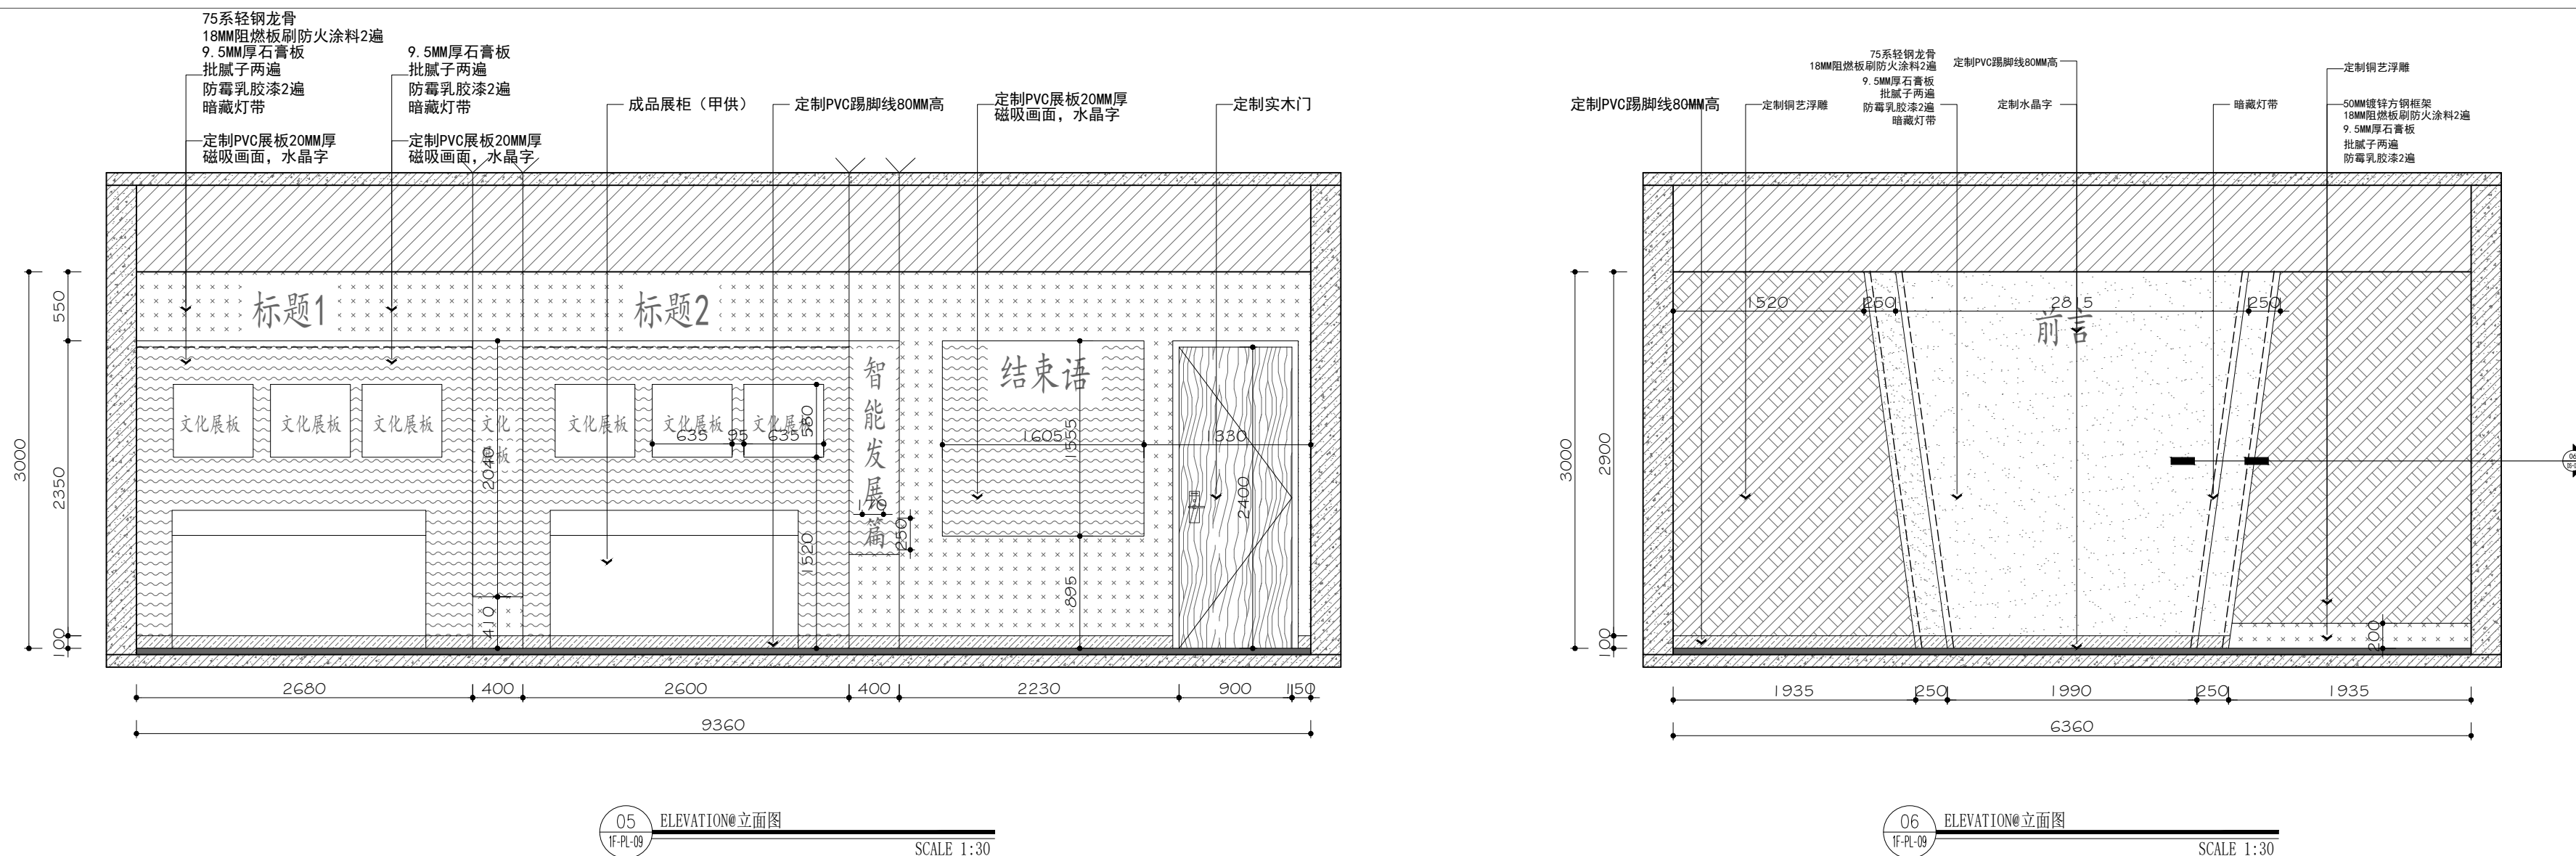 75系轻钢龙骨
18MM阻燃板刷防火涂料2遍
9.5MM厚石膏板
批腻子两遍
防霉乳胶漆2遍
暗藏灯带
定制PVC展板20MM厚
磁吸画面，水晶字
9.5MM厚石膏板
批腻子两遍
防霉乳胶漆2遍
暗藏灯带
定制PVC展板20MM厚
磁吸画面，水晶字
成品展柜（甲供）
定制PVC踢脚线80MM高
定制PVC展板20MM厚
磁吸画面，水晶字
定制实木门
标题1
标题2
文化展板
文化展板
文化展板
文化
板
文化展板
文化展板
文化展板
智
能
发
展
篇
结束语
3000
550
2350
100
2040
410
635
95
635
580
1520
250
1605
1555
895
1330
2400
2680
400
2600
400
2230
900
150
9360
05
1F-PL-09
ELEVATION@立面图
SCALE 1:30
定制PVC踢脚线80MM高
定制铜艺浮雕
75系轻钢龙骨
18MM阻燃板刷防火涂料2遍
9.5MM厚石膏板
批腻子两遍
防霉乳胶漆2遍
暗藏灯带
定制PVC踢脚线80MM高
定制水晶字
暗藏灯带
定制铜艺浮雕
50MM镀锌方钢框架
18MM阻燃板刷防火涂料2遍
9.5MM厚石膏板
批腻子两遍
防霉乳胶漆2遍
1520
250
2815
250
前言
3000
2900
100
200
1935
250
1990
250
1935
6360
06
1F-PL-09
ELEVATION@立面图
SCALE 1:30